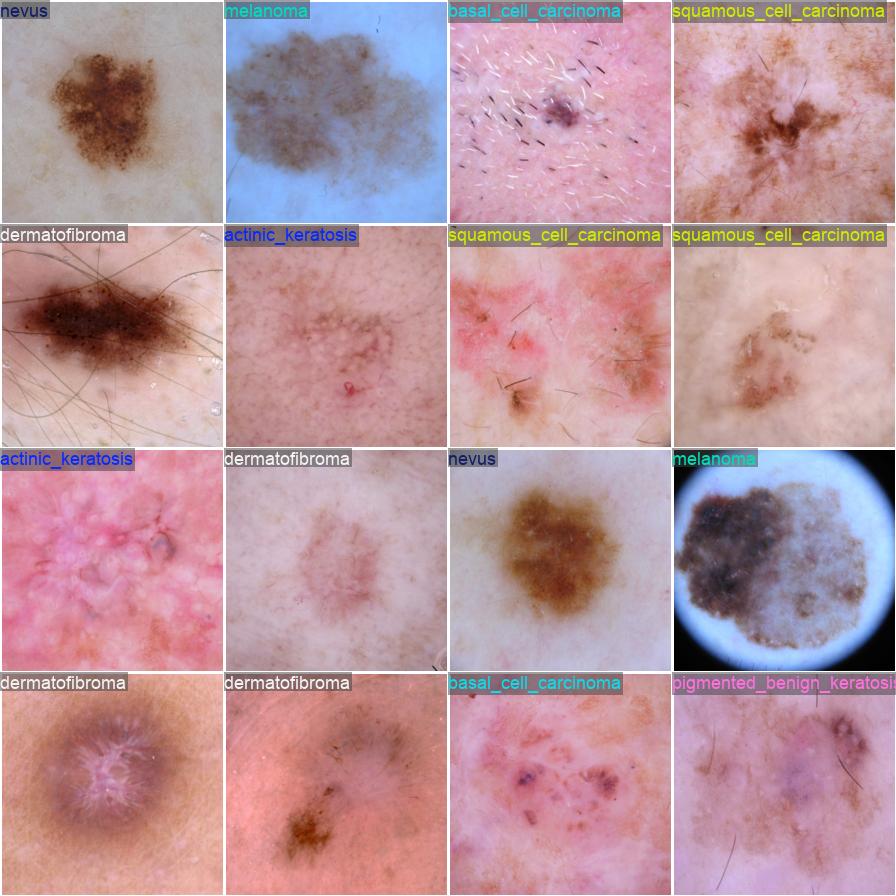 nevus
melanoma
basal_cell_carcinoma
squamous_cell_carcinoma
dermatofibroma
actinic_keratosis
squamous_cell_carcinoma
squamous_cell_carcinoma
actinic_keratosis
dermatofibroma
nevus
melanoma
dermatofibroma
dermatofibroma
basal_cell_carcinoma
pigmented_benign_keratosis